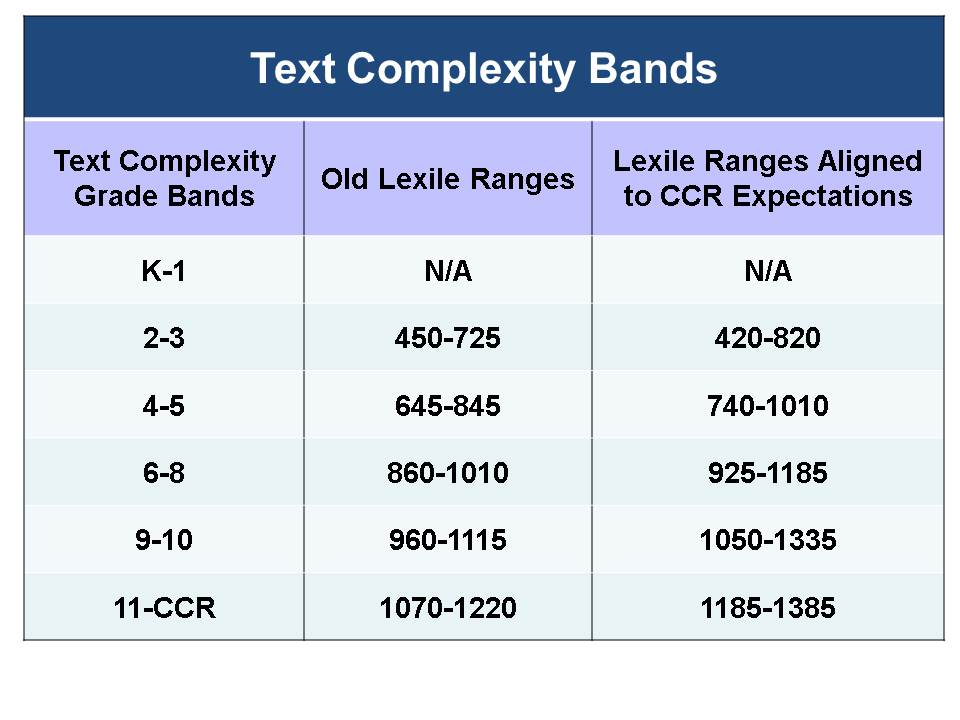 Text Complexity Bands
Text Complexity
Grade Bands
Old Lexile Ranges
Lexile Ranges Aligned
to CCR Expectations
K-1
N/A
N/A
2-3
450-725
420-820
4-5
645-845
740-1010
6-8
860-1010
925-1185
9-10
960-1115
1050-1335
11-CCR
1070-1220
1185-1385